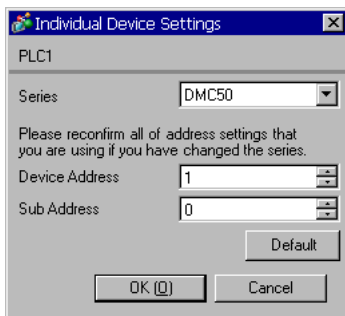 Individual Device Settings
PLC1
Series
DMC50
Please reconfirm all of address settings that
you are using if you have changed the series.
Device Address
1
Sub Address
0
Default
OK (O)
Cancel